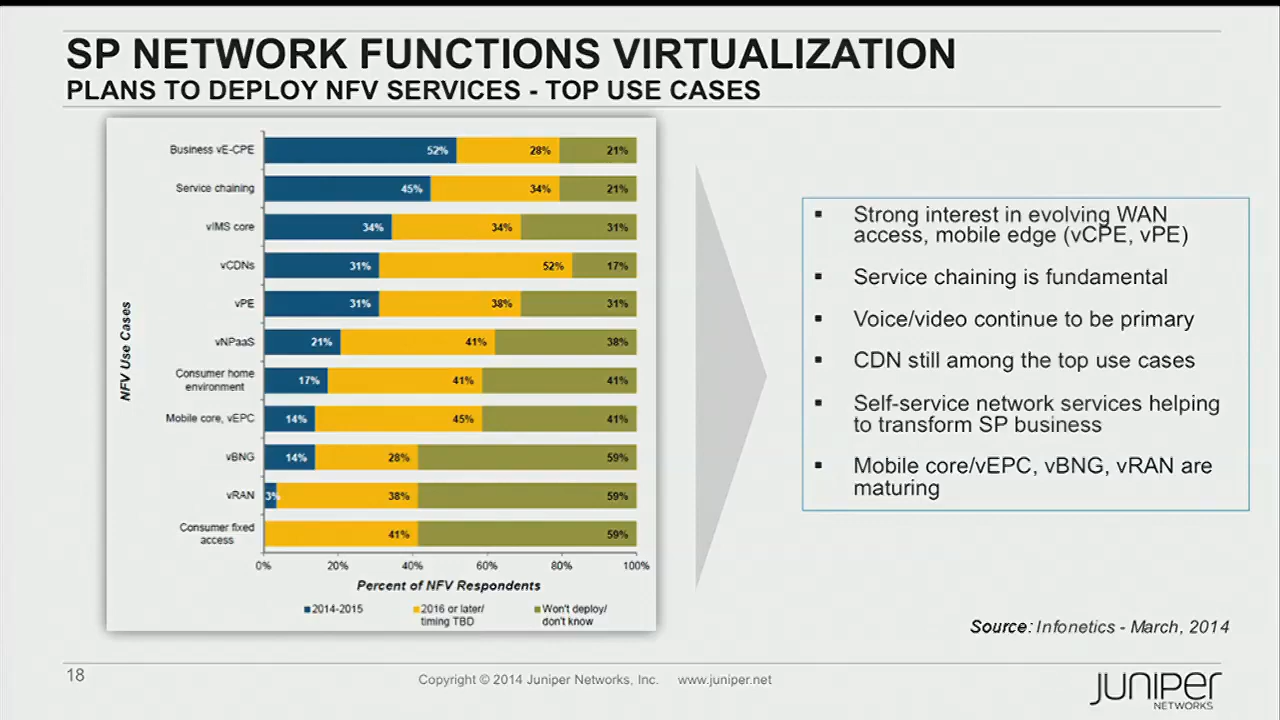 SP NETWORK FUNCTIONS VIRTUALIZATION
PLANS TO DEPLOY NFV SERVICES - TOP USE CASES
NFV Use Cases
Business vE-CPE 52% 28% 21%
Service chaining 45% 34% 21%
vIMS core 34% 34% 31%
vCDNs 31% 52% 17%
vPE 31% 38% 31%
vNPaaS 21% 41% 38%
Consumer home
environment 17% 41% 41%
Mobile core, vEPC 14% 45% 41%
vBNG 14% 28% 59%
vRAN 3% 38% 59%
Consumer fixed
access 41% 59%
0% 20% 40% 60% 80% 100%
Percent of NFV Respondents
2014-2015
2016 or later/
timing TBD
Won't deploy/
don't know
▪ Strong interest in evolving WAN
access, mobile edge (vCPE, vPE)
▪ Service chaining is fundamental
▪ Voice/video continue to be primary
▪ CDN still among the top use cases
▪ Self-service network services helping
to transform SP business
▪ Mobile core/vEPC, vBNG, vRAN are
maturing
Source: Infonetics - March, 2014
18
Copyright © 2014 Juniper Networks, Inc. www.juniper.net
JUNIPER
NETWORKS